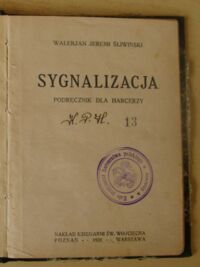 WALERJAN JEREMI ŚLIWIŃSKI
SYGNALIZACJA
PODRĘCZNIK DLA HARCERZY
H. P. H. 13
NAKŁAD KSIĘGARNI ŚW. WOJCIECHA
POZNAŃ -- WARSZAWA